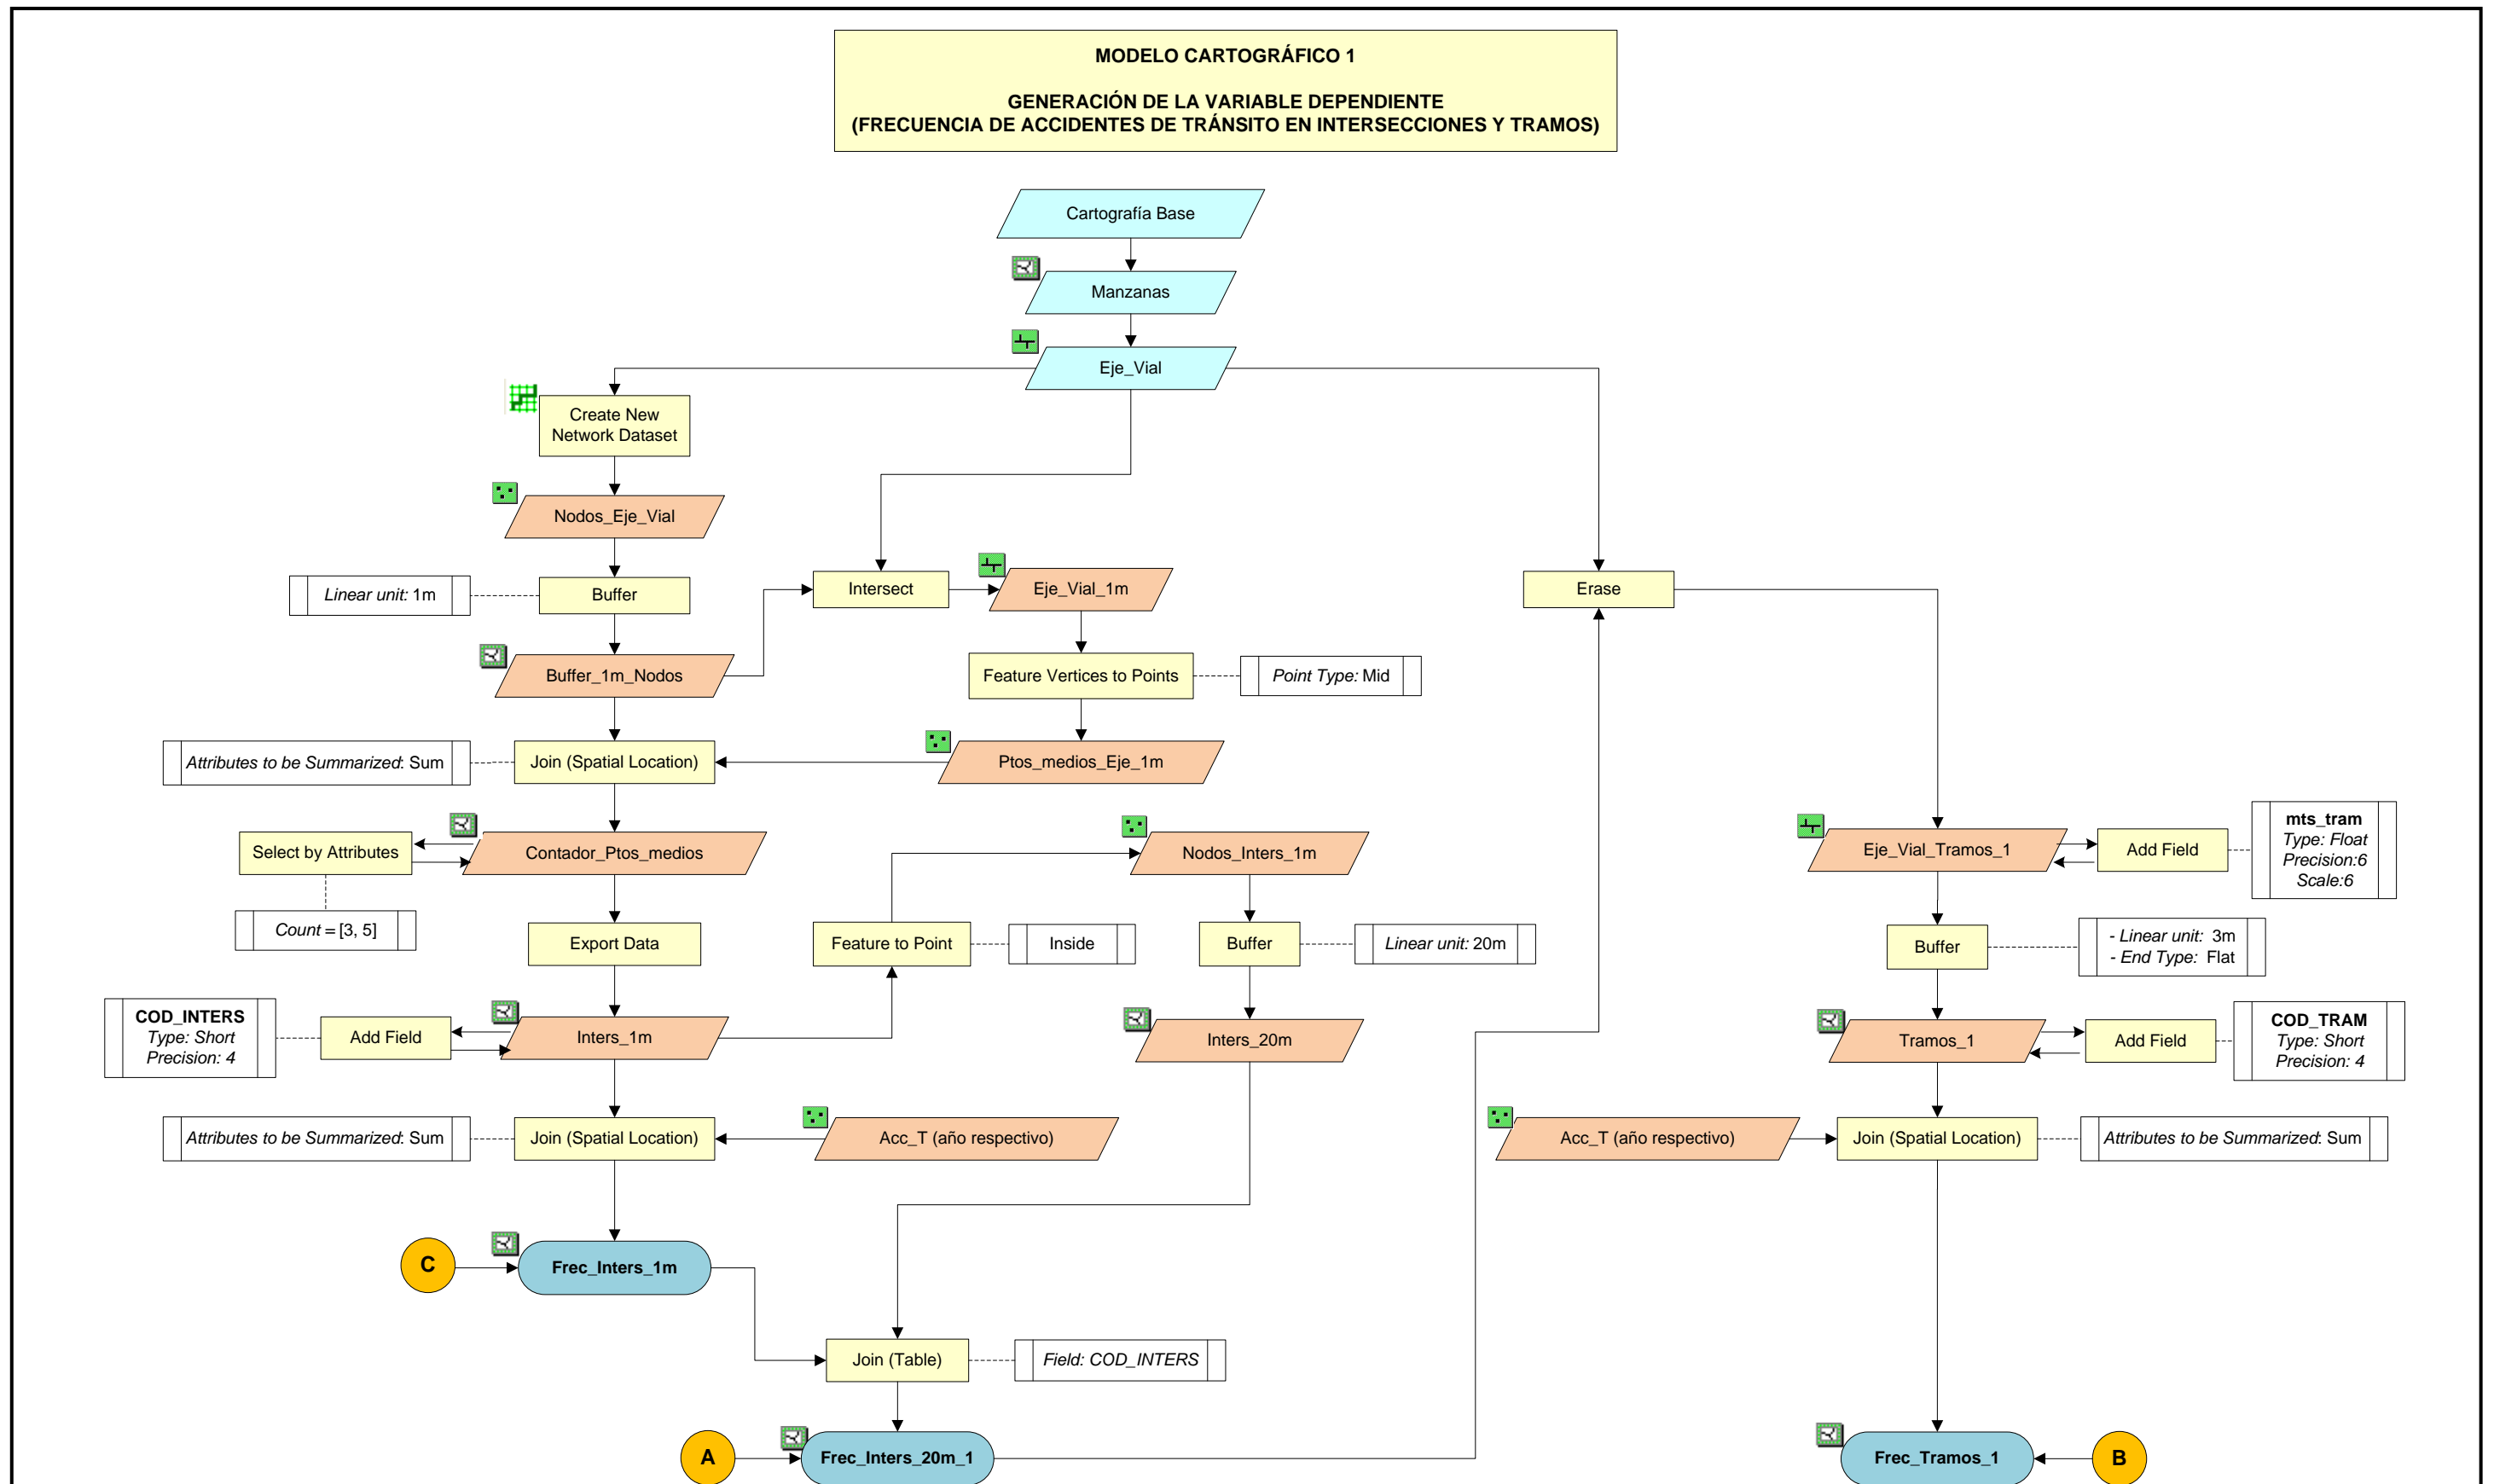 MODELO CARTOGRÁFICO 1
GENERACIÓN DE LA VARIABLE DEPENDIENTE
(FRECUENCIA DE ACCIDENTES DE TRÁNSITO EN INTERSECCIONES Y TRAMOS)
Cartografía Base
Manzanas
Eje_Vial
Create New
Network Dataset
Nodos_Eje_Vial
Linear unit: 1m
Buffer
Intersect
Eje_Vial_1m
Erase
Buffer_1m_Nodos
Feature Vertices to Points
Point Type: Mid
Attributes to be Summarized: Sum
Join (Spatial Location)
Ptos_medios_Eje_1m
Select by Attributes
Contador_Ptos_medios
Nodos_Inters_1m
Eje_Vial_Tramos_1
Add Field
mts_tram
Type: Float
Precision:6
Scale:6
Count = [3, 5]
Export Data
Feature to Point
Inside
Buffer
Linear unit: 20m
Buffer
- Linear unit: 3m
- End Type: Flat
COD_INTERS
Type: Short
Precision: 4
Add Field
Inters_1m
Inters_20m
Tramos_1
Add Field
COD_TRAM
Type: Short
Precision: 4
Attributes to be Summarized: Sum
Join (Spatial Location)
Acc_T (año respectivo)
Acc_T (año respectivo)
Join (Spatial Location)
Attributes to be Summarized: Sum
C
Frec_Inters_1m
Join (Table)
Field: COD_INTERS
A
Frec_Inters_20m_1
Frec_Tramos_1
B